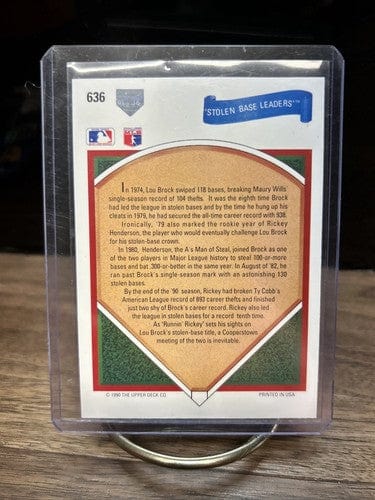 636
STOLEN BASE LEADERS
In 1974, Lou Brock swiped 118 bases, breaking Maury Wills
single-season record of 104 thefts. It was the eighth time Brock
had led the league in stolen bases and by the time he hung up his
cleats in 1979, he had secured the all-time career record with 938.
Ironically, '79 also marked the rookie year of Rickey
Henderson, the player who would eventually challenge Lou Brock
for his stolen-base crown.
In 1980, Henderson, the A's Man of Steal, joined Brock as one
of the two players in Major League history to steal 100-or-more
bases and bat .300-or-better in the same year. In August of '82, he
ran past Brock's single-season mark with an astonishing 130
stolen bases.
By the end of the '90 season, Rickey had broken Ty Cobb's
American League record of 893 career thefts and finished
just two shy of Brock's career record. Rickey also led
the league in stolen bases for a record tenth time.
As "Runnin' Rickey" sets his sights on
Lou Brock's stolen-base title, a Cooperstown
meeting of the two is inevitable.
© 1990 THE UPPER DECK CO
PRINTED IN USA